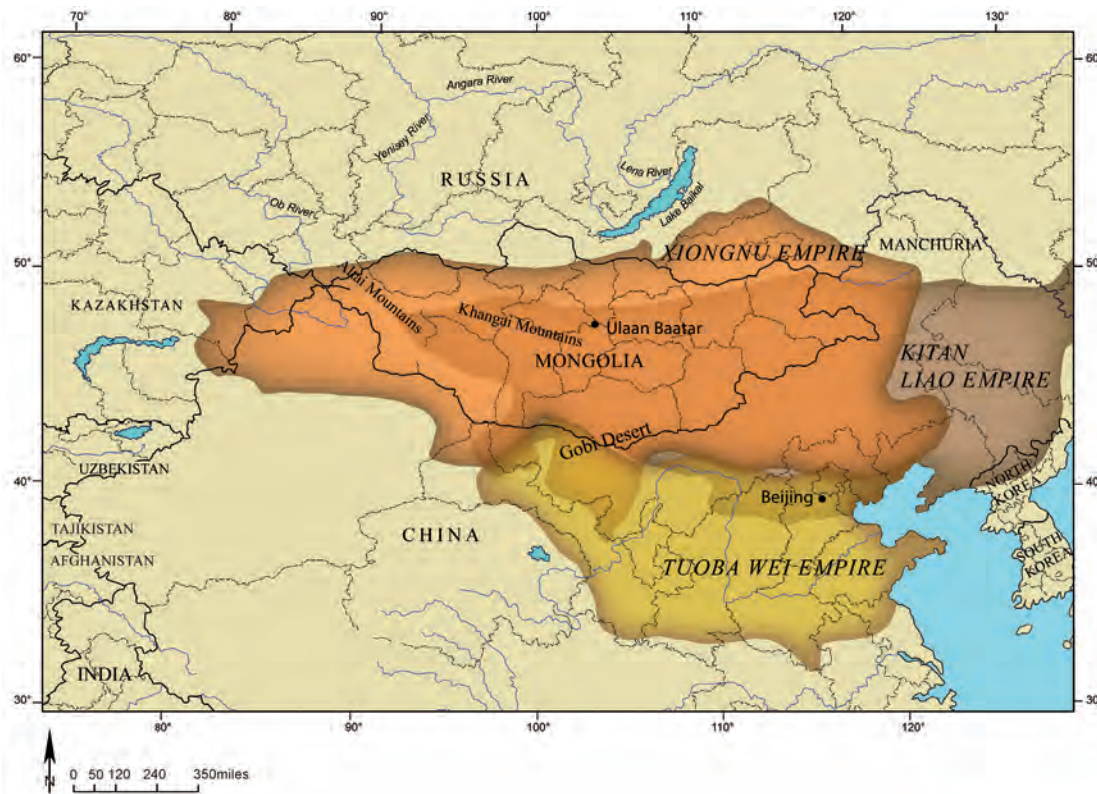 70° 80° 90° 100° 110° 120° 130°
60° 60°
Angara River
Yenisey River
Lena River
RUSSIA
Ob River
Lake Baikal
XIONGNU EMPIRE
MANCHURIA
50° 50°
Altai Mountains
KAZAKHSTAN
Khangai Mountains
Ulaan Baatar
MONGOLIA
KITAN
LIAO EMPIRE
Gobi Desert
UZBEKISTAN
40° 40°
NORTH
KOREA
Beijing
TAJIKISTAN
CHINA
AFGHANISTAN
TUOBA WEI EMPIRE
SOUTH
KOREA
INDIA
30° 30°
80° 90° 100° 110° 120°
N
0 50 120 240 350miles